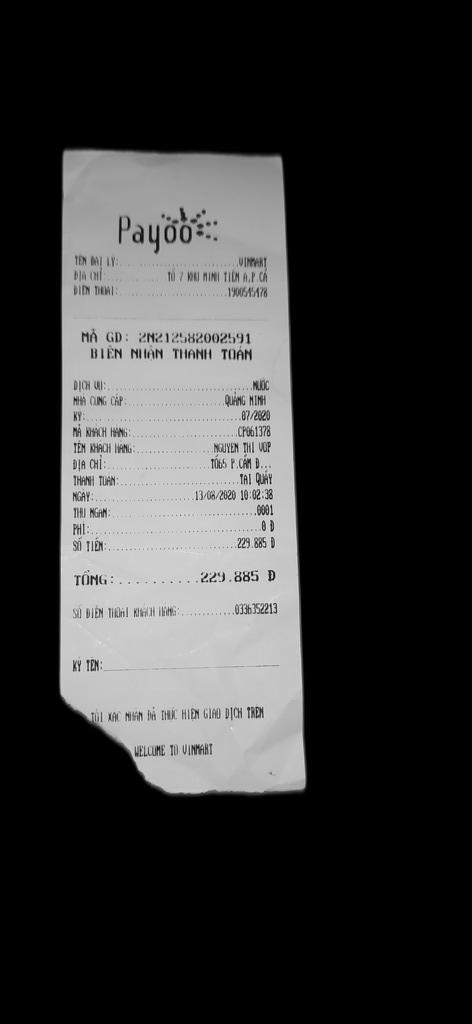 Payoo
TÊN ĐẠI LÝ:.........................VINMART
ĐỊA CHỈ:............TỔ 7 KHU MINH TIẾN A,P.CẨ
ĐIỆN THOẠI:.........................1900545478
MÃ GD: 2N212582002591
BIÊN NHẬN THANH TOÁN
DỊCH VỤ:............................NƯỚC
NHÀ CUNG CẤP:...................QUẢNG NINH
KỲ:...............................07/2020
MÃ KHÁCH HÀNG:.....................CP061378
TÊN KHÁCH HÀNG:...............NGUYEN THI VOP
ĐỊA CHỈ:.....................TỔ65 P.CẨM Đ...
THANH TOÁN:........................TẠI QUẦY
NGÀY:....................13/08/2020 10:02:38
THU NGÂN:.............................0001
PHÍ:...................................0 Đ
SỐ TIỀN:..........................229.885 Đ
TỔNG:..........229.885 Đ
SỐ ĐIỆN THOẠI KHÁCH HÀNG:............0336352213
KÝ TÊN:
TÔI XÁC NHẬN ĐÃ THỰC HIỆN GIAO DỊCH TRÊN
WELCOME TO VINMART